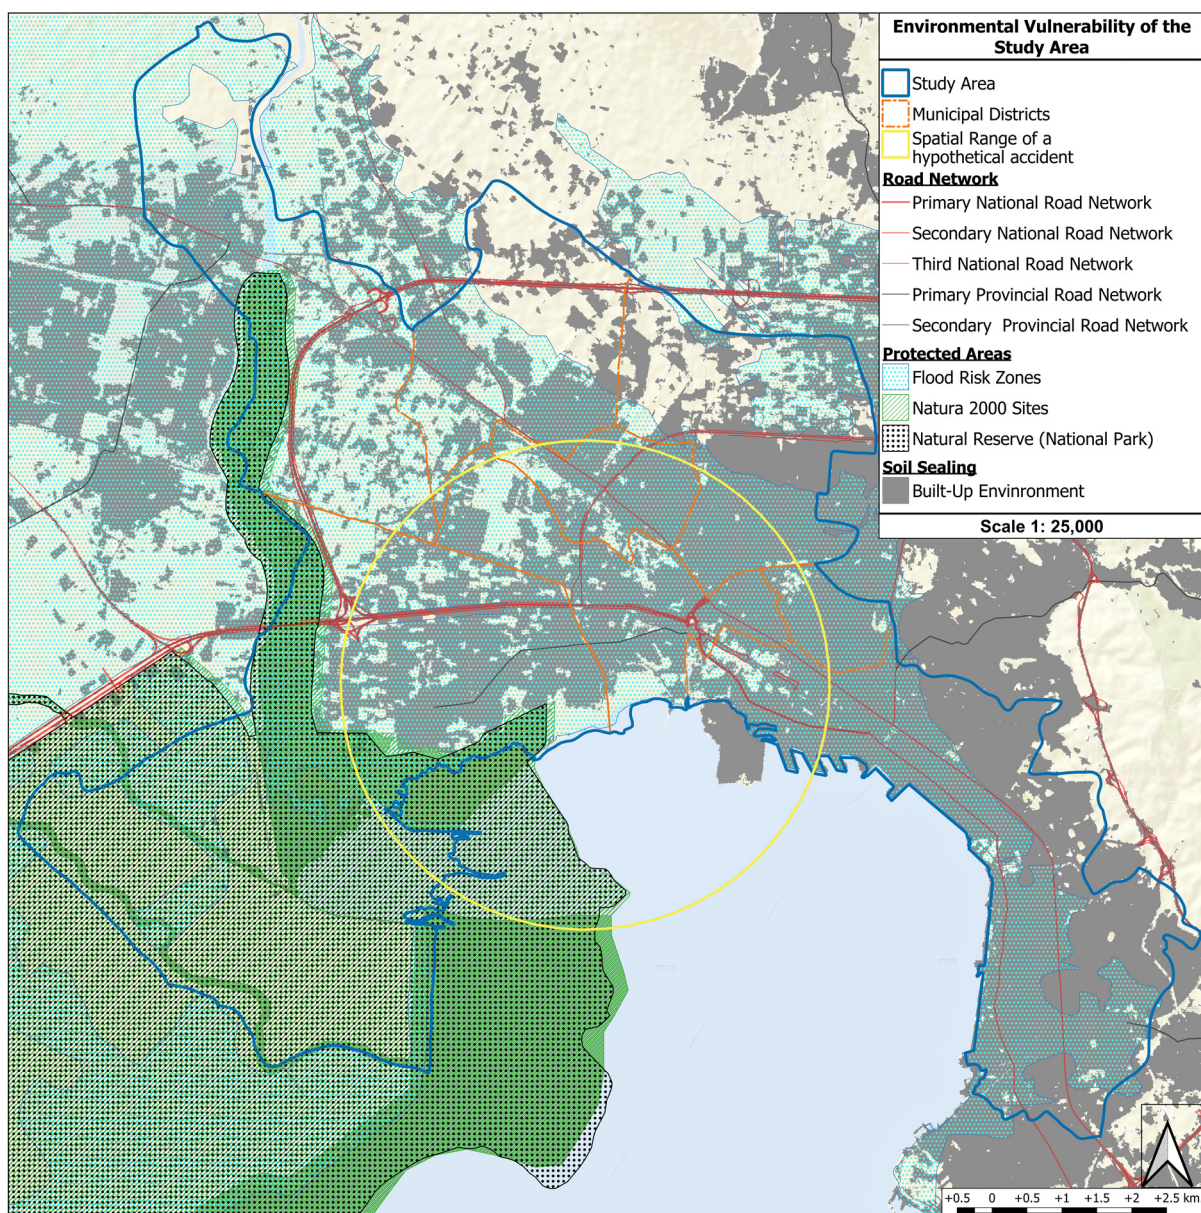 Environmental Vulnerability of the
Study Area
Study Area
Municipal Districts
Spatial Range of a
hypothetical accident
Road Network
Primary National Road Network
Secondary National Road Network
Third National Road Network
Primary Provincial Road Network
Secondary  Provincial Road Network
Protected Areas
Flood Risk Zones
Natura 2000 Sites
Natural Reserve (National Park)
Soil Sealing
Built-Up Envinronment
Scale 1: 25,000
+0.5 0 +0.5 +1 +1.5 +2 +2.5 km